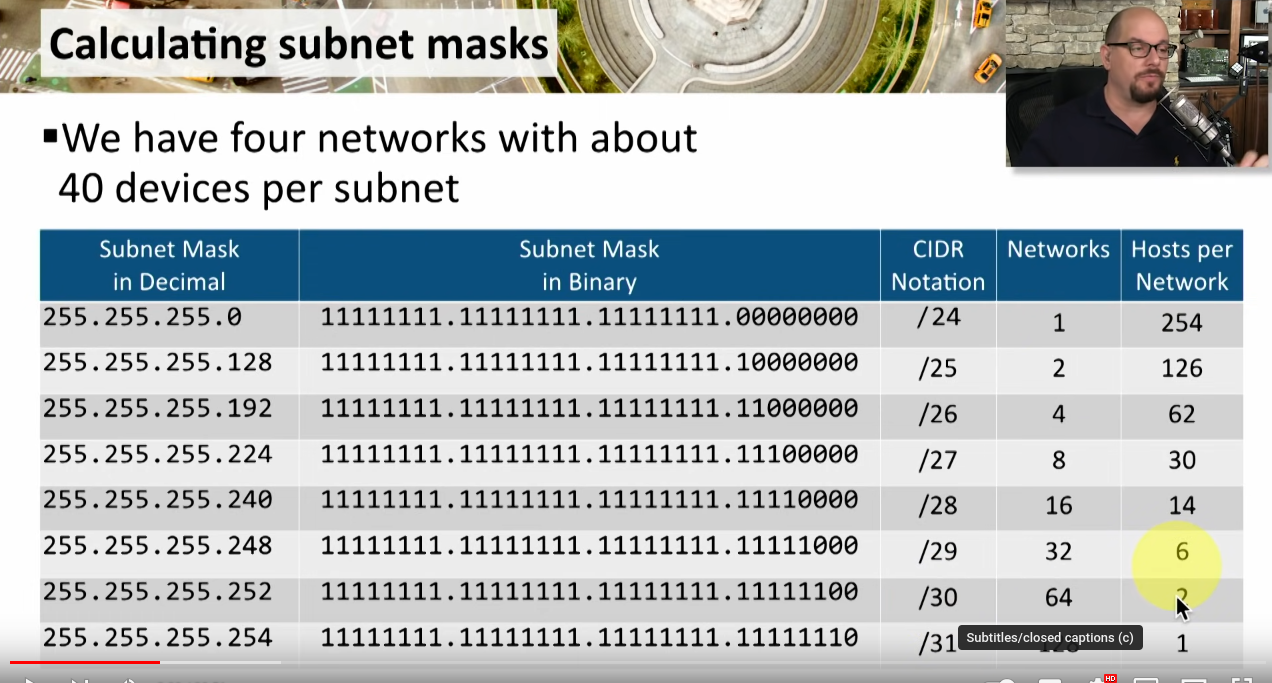 Calculating subnet masks
▪We have four networks with about
40 devices per subnet
Subnet Mask in Decimal Subnet Mask in Binary CIDR Notation Networks Hosts per Network
255.255.255.0 11111111.11111111.11111111.00000000 /24 1 254
255.255.255.128 11111111.11111111.11111111.10000000 /25 2 126
255.255.255.192 11111111.11111111.11111111.11000000 /26 4 62
255.255.255.224 11111111.11111111.11111111.11100000 /27 8 30
255.255.255.240 11111111.11111111.11111111.11110000 /28 16 14
255.255.255.248 11111111.11111111.11111111.11111000 /29 32 6
255.255.255.252 11111111.11111111.11111111.11111100 /30 64 2
255.255.255.254 11111111.11111111.11111111.11111110 /31 128 1
Subtitles/closed captions (c)
HD